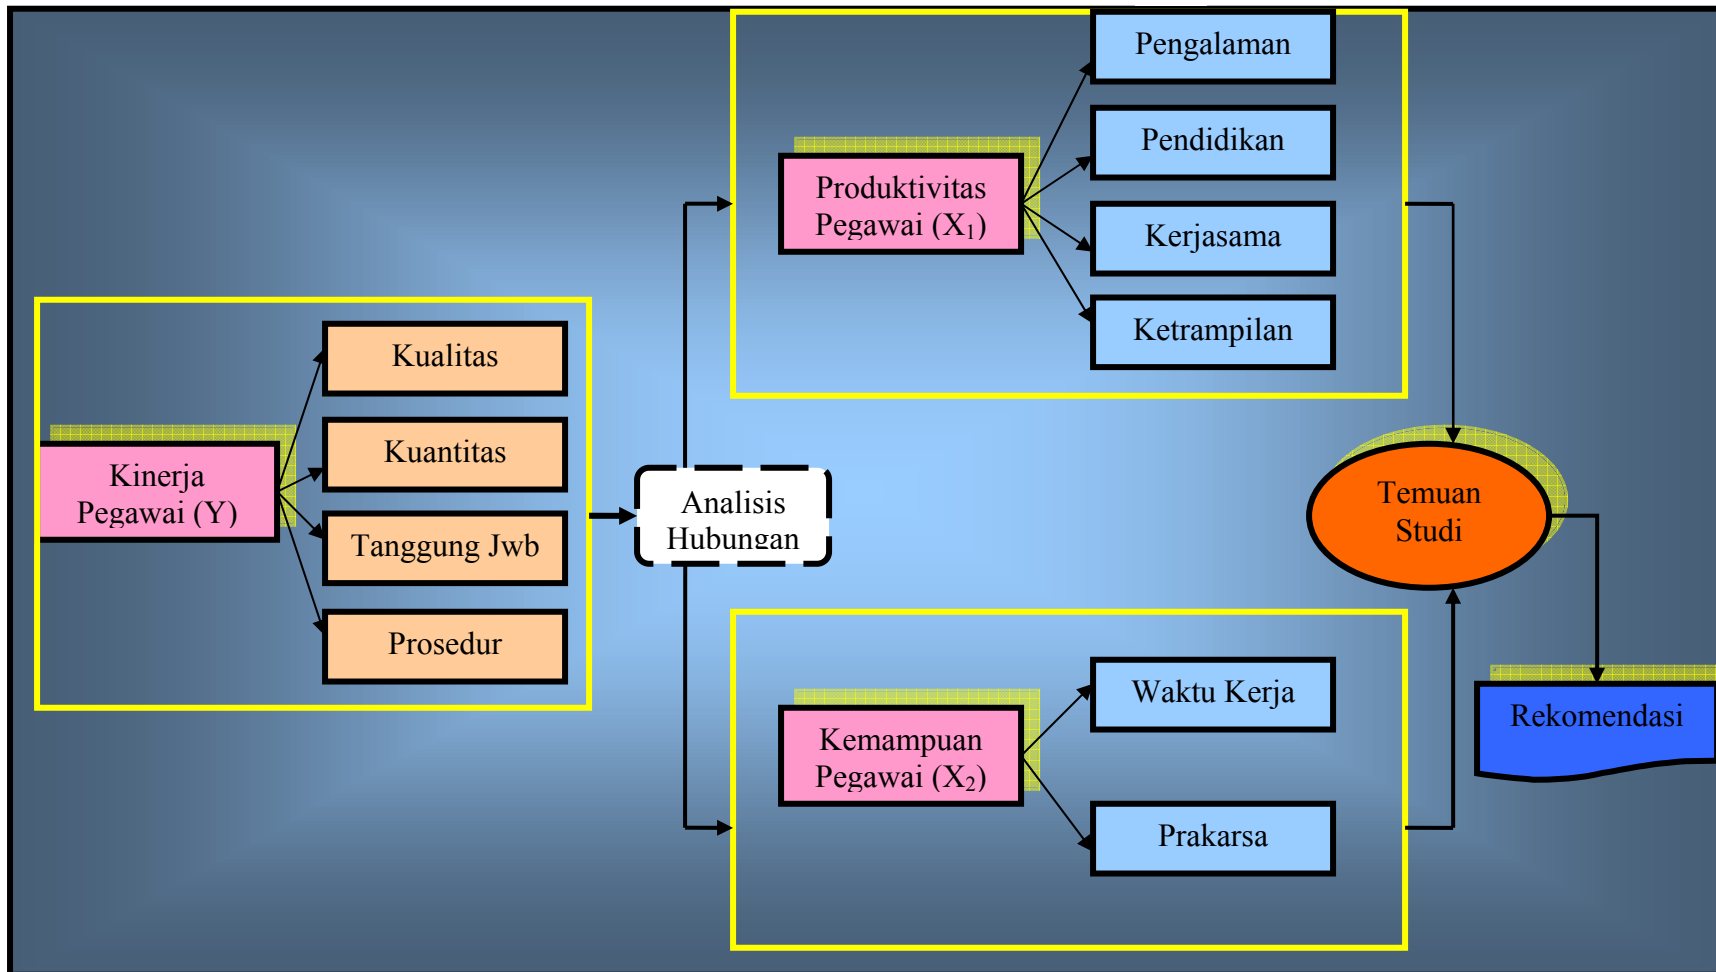 Kinerja
Pegawai (Y)
Kualitas
Kuantitas
Tanggung Jwb
Prosedur
Analisis
Hubungan
Produktivitas
Pegawai (X₁)
Pengalaman
Pendidikan
Kerjasama
Ketrampilan
Kemampuan
Pegawai (X₂)
Waktu Kerja
Prakarsa
Temuan
Studi
Rekomendasi